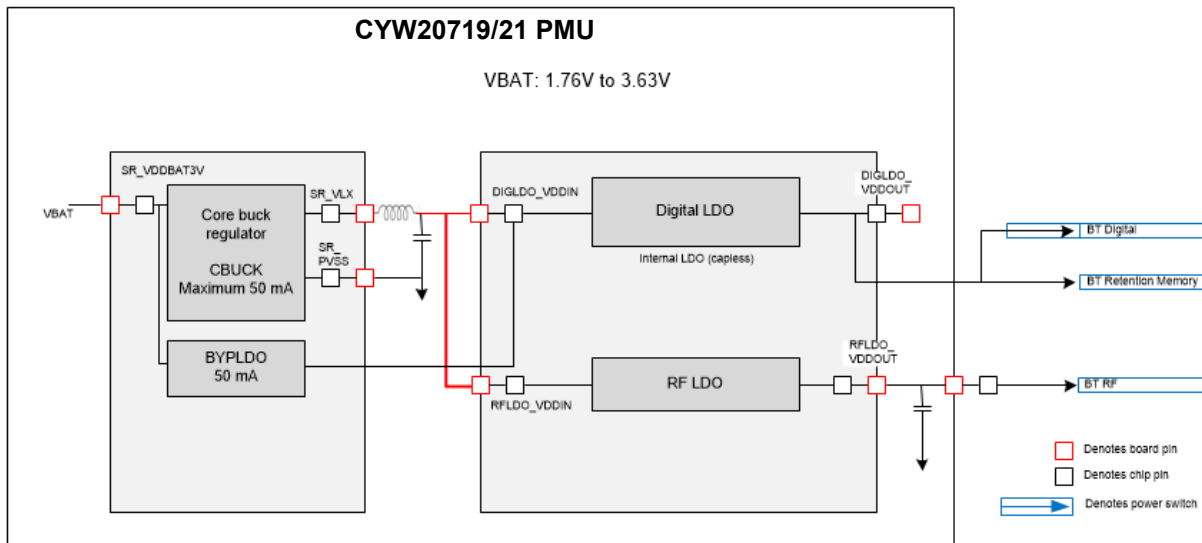 CYW20719/21 PMU
VBAT: 1.76V to 3.63V
SR_VDDBAT3V
VBAT
Core buck
regulator
CBUCK
Maximum 50 mA
SR_VLX
SR_
PVSS
BYPLDO
50 mA
DIGLDO_VDDIN
Digital LDO
Internal LDO (capless)
DIGLDO_
VDDOUT
RFLDO_VDDIN
RF LDO
RFLDO_
VDDOUT
BT Digital
BT Retention Memory
BT RF
Denotes board pin
Denotes chip pin
Denotes power switch